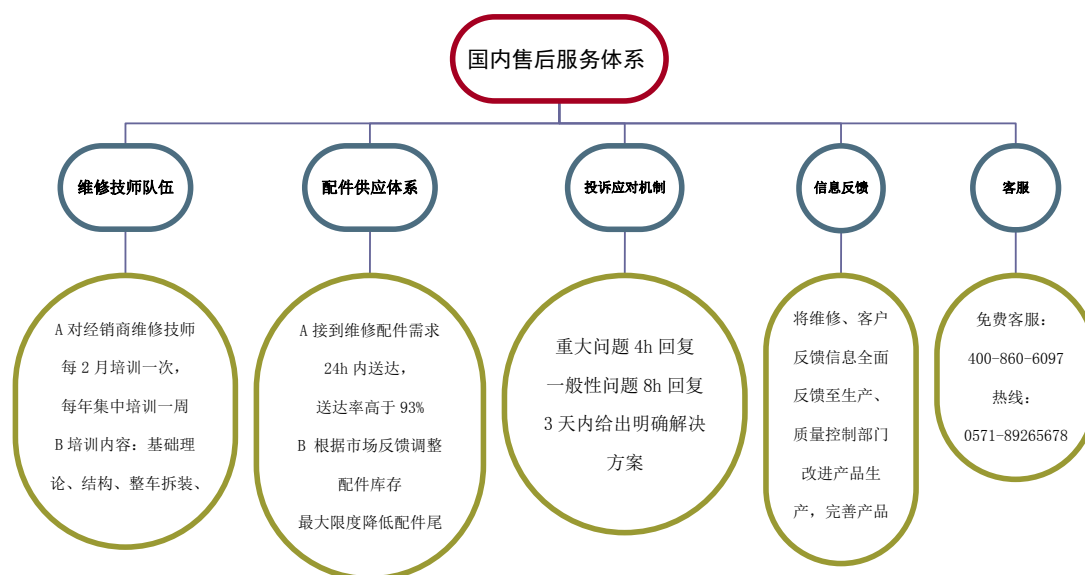 国内售后服务体系
维修技师队伍
配件供应体系
投诉应对机制
信息反馈
客服
A 对经销商维修技师
每 2 月培训一次，
每年集中培训一周
B 培训内容：基础理
论、结构、整车拆装、
A 接到维修配件需求
24h 内送达，
送达率高于 93%
B 根据市场反馈调整
配件库存
最大限度降低配件尾
重大问题 4h 回复
一般性问题 8h 回复
3 天内给出明确解决
方案
将维修、客户
反馈信息全面
反馈至生产、
质量控制部门
改进产品生
产，完善产品
免费客服：
400-860-6097
热线：
0571-89265678